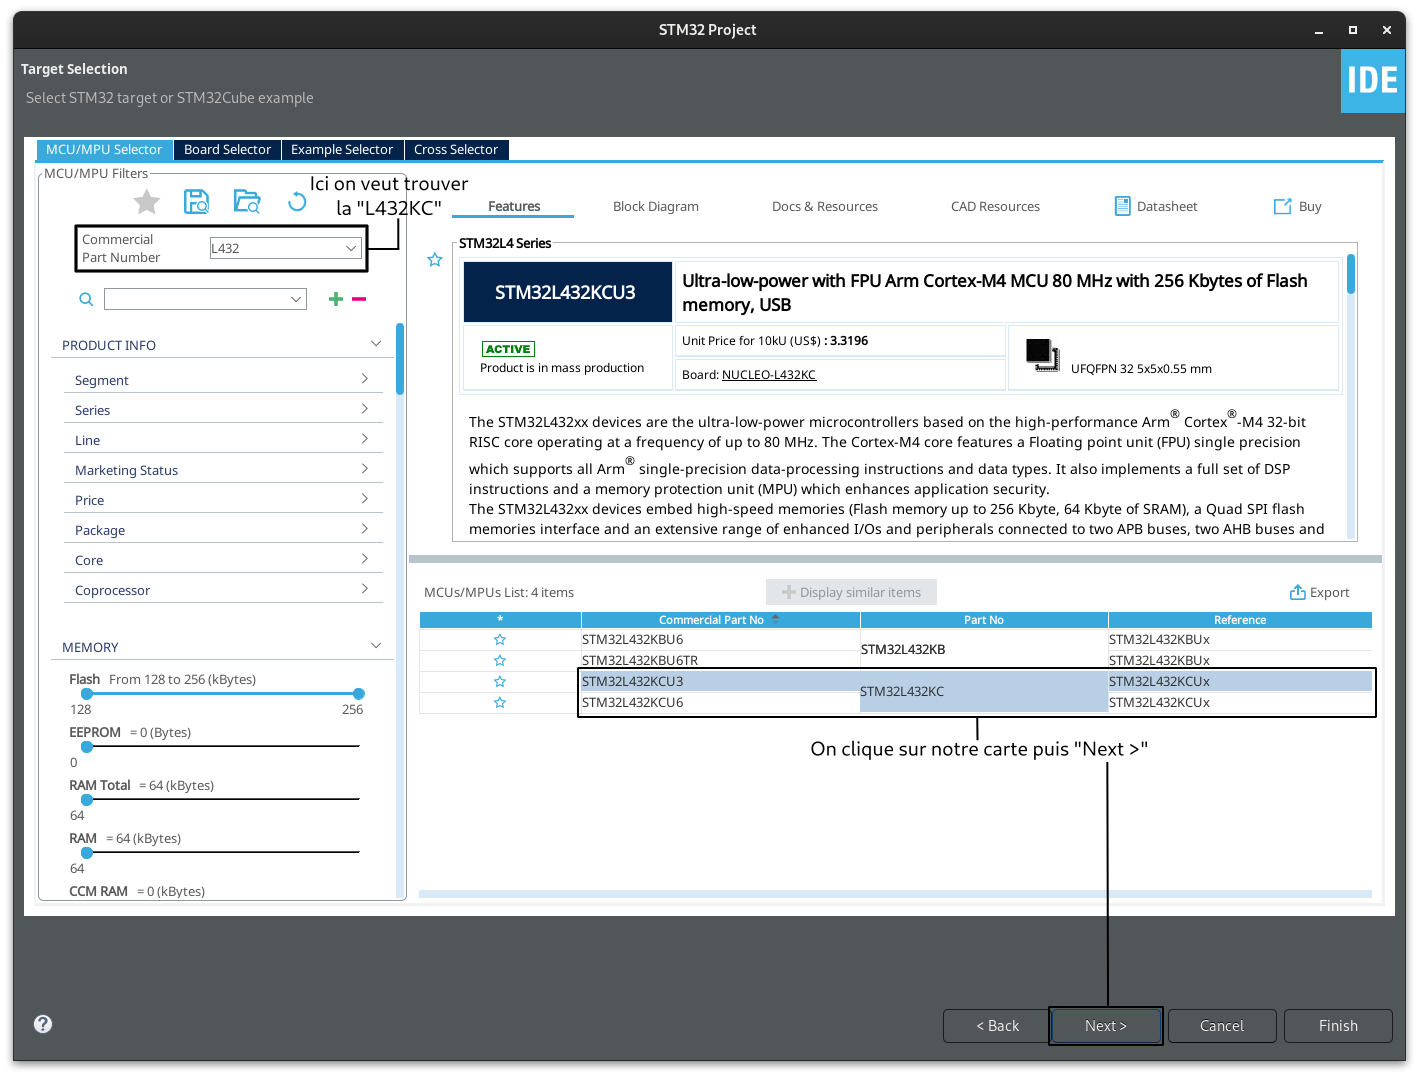 STM32 Project
Target Selection
Select STM32 target or STM32Cube example
IDE
MCU/MPU Selector
Board Selector
Example Selector
Cross Selector
MCU/MPU Filters
Ici on veut trouver
la "L432KC"
Commercial
Part Number
L432
PRODUCT INFO
Segment
Series
Line
Marketing Status
Price
Package
Core
Coprocessor
MEMORY
Flash From 128 to 256 (kBytes)
128 256
EEPROM = 0 (Bytes)
0
RAM Total = 64 (kBytes)
64
RAM = 64 (kBytes)
64
CCM RAM = 0 (kBytes)
Features
Block Diagram
Docs & Resources
CAD Resources
Datasheet
Buy
STM32L4 Series
STM32L432KCU3
Ultra-low-power with FPU Arm Cortex-M4 MCU 80 MHz with 256 Kbytes of Flash
memory, USB
ACTIVE
Product is in mass production
Unit Price for 10kU (US$) : 3.3196
Board: NUCLEO-L432KC
UFQFPN 32 5x5x0.55 mm
The STM32L432xx devices are the ultra-low-power microcontrollers based on the high-performance Arm® Cortex®-M4 32-bit
RISC core operating at a frequency of up to 80 MHz. The Cortex-M4 core features a Floating point unit (FPU) single precision
which supports all Arm® single-precision data-processing instructions and data types. It also implements a full set of DSP
instructions and a memory protection unit (MPU) which enhances application security.
The STM32L432xx devices embed high-speed memories (Flash memory up to 256 Kbyte, 64 Kbyte of SRAM), a Quad SPI flash
memories interface and an extensive range of enhanced I/Os and peripherals connected to two APB buses, two AHB buses and
MCUs/MPUs List: 4 items
Display similar items
Export
* Commercial Part No Part No Reference
STM32L432KBU6 STM32L432KB STM32L432KBUx
STM32L432KBU6TR STM32L432KBUx
STM32L432KCU3 STM32L432KC STM32L432KCUx
STM32L432KCU6 STM32L432KCUx
On clique sur notre carte puis "Next >"
?
< Back
Next >
Cancel
Finish